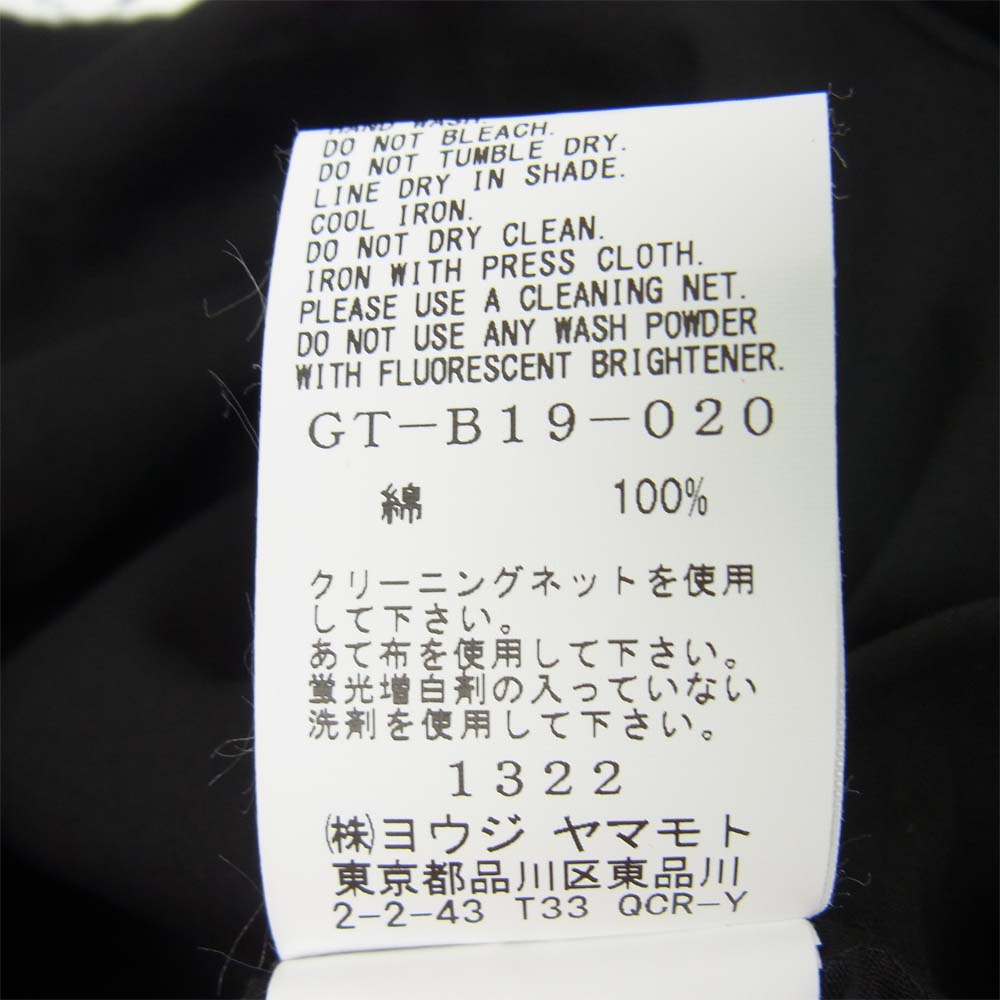 HAND WASH.
DO NOT BLEACH.
DO NOT TUMBLE DRY.
LINE DRY IN SHADE.
COOL IRON.
DO NOT DRY CLEAN.
IRON WITH PRESS CLOTH.
PLEASE USE A CLEANING NET.
DO NOT USE ANY WASH POWDER
WITH FLUORESCENT BRIGHTENER.
GT-B19-020
綿 100%
クリーニングネットを使用
して下さい。
あて布を使用して下さい。
蛍光増白剤の入っていない
洗剤を使用して下さい。
1322
(株)ヨウジ ヤマモト
東京都品川区東品川
2-2-43 T33 QCR-Y